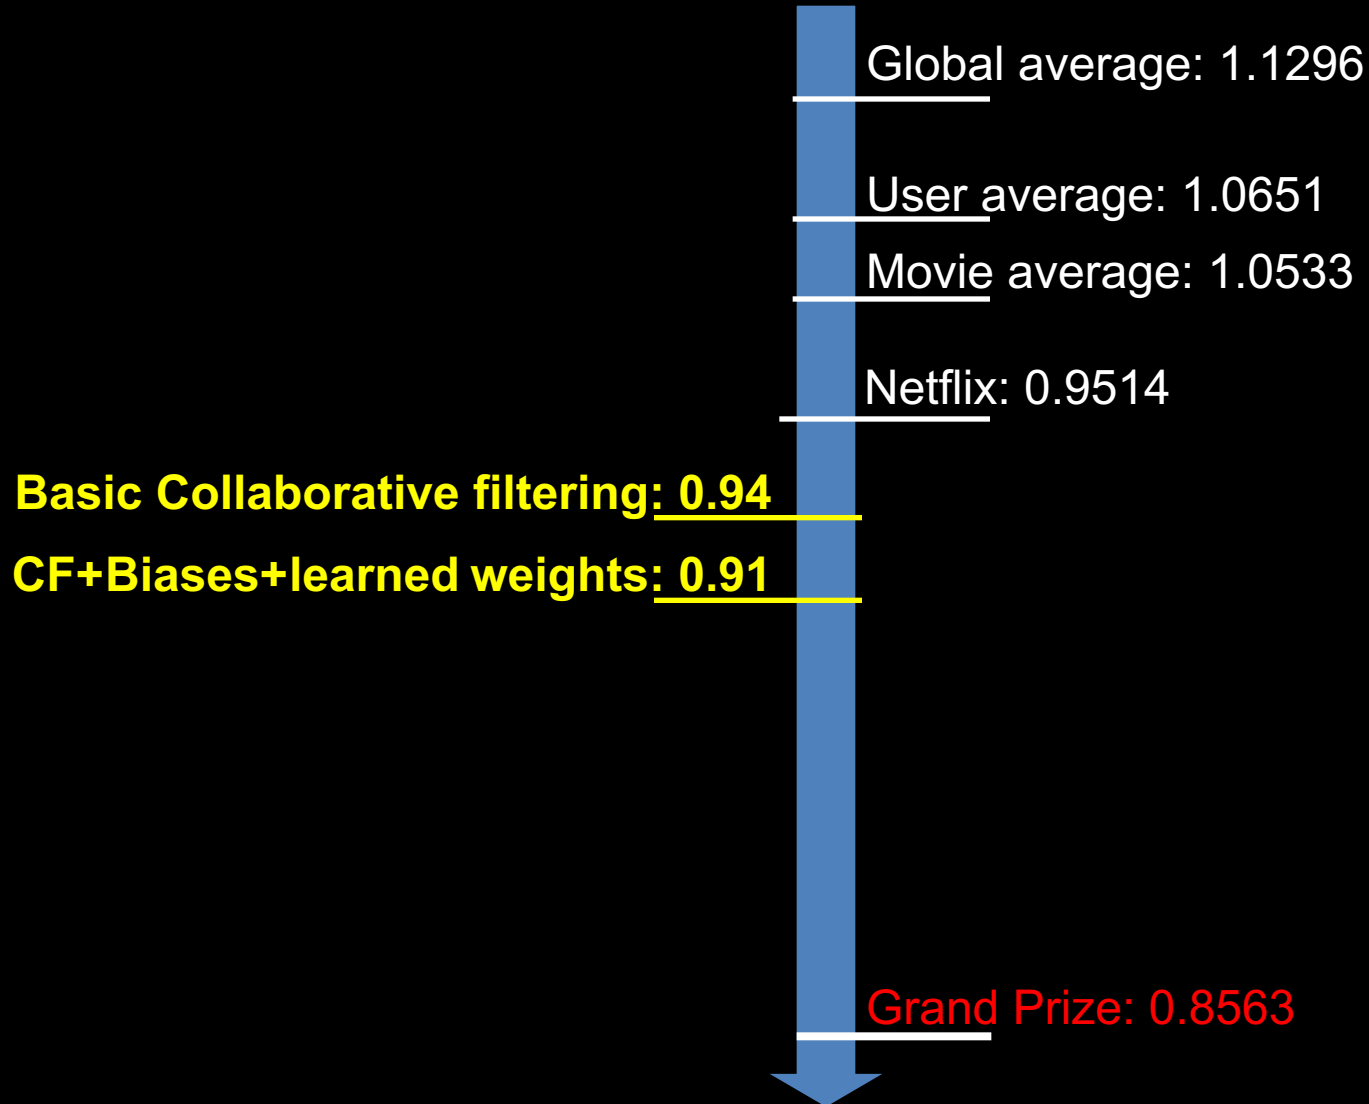 Global average: 1.1296
User average: 1.0651
Movie average: 1.0533
Netflix: 0.9514
Basic Collaborative filtering: 0.94
CF+Biases+learned weights: 0.91
Grand Prize: 0.8563